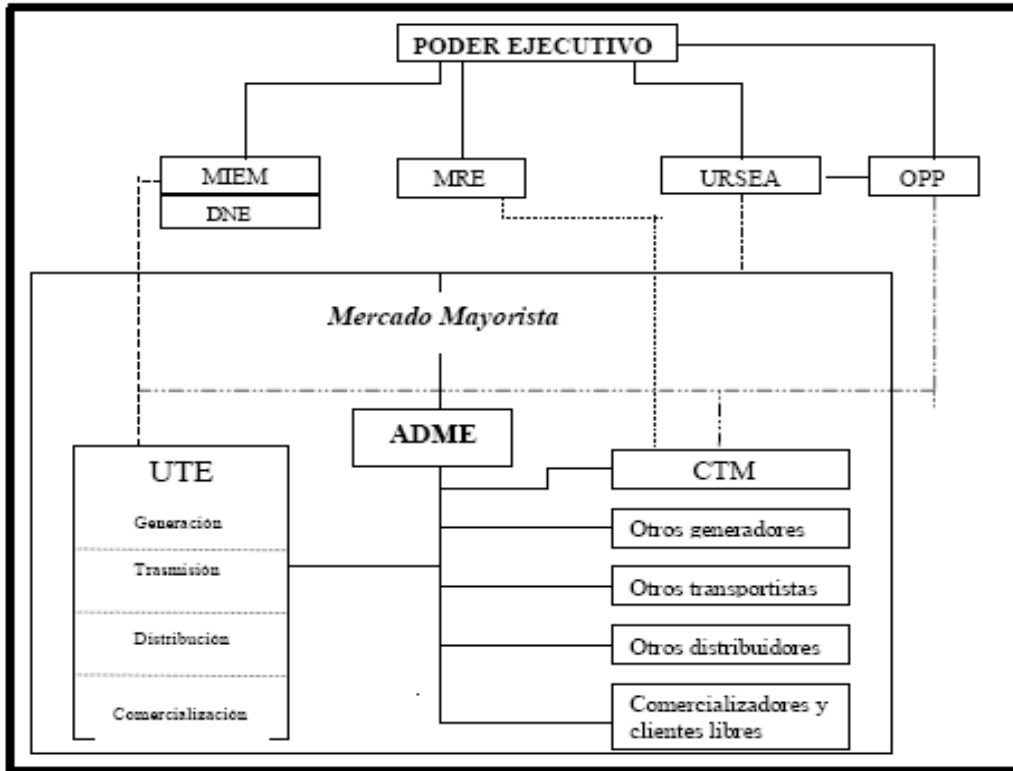 PODER EJECUTIVO
MIEM
DNE
MRE
URSEA
OPP
Mercado Mayorista
ADME
UTE
Generación
Trasmisión
Distribución
Comercialización
CTM
Otros generadores
Otros transportistas
Otros distribuidores
Comercializadores y
clientes libres